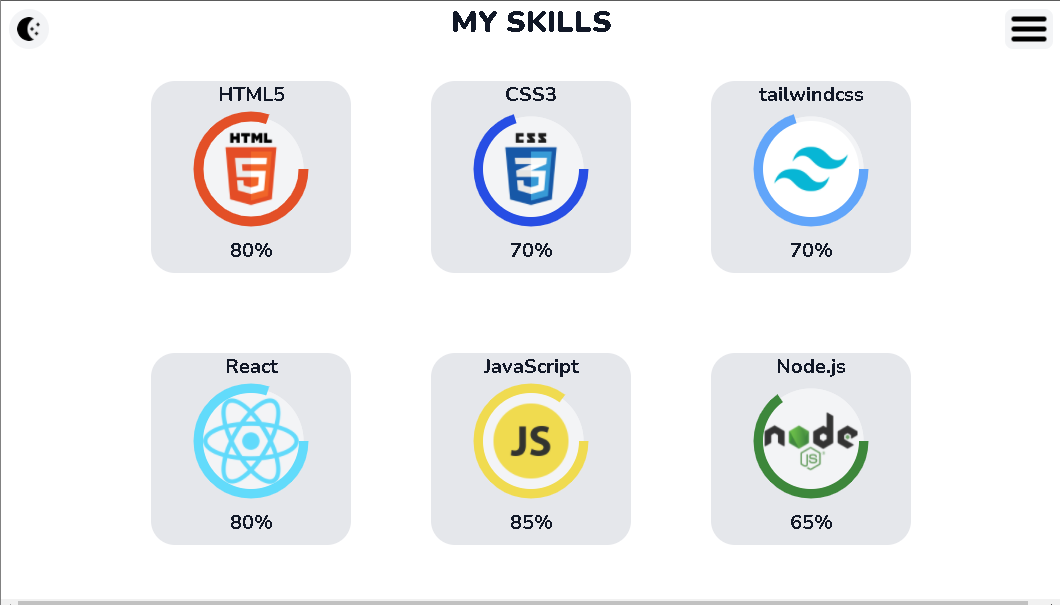 MY SKILLS
HTML5
CSS3
tailwindcss
HTML
5
CSS
3
80%
70%
70%
React
JavaScript
Node.js
JS
node
JS
80%
85%
65%